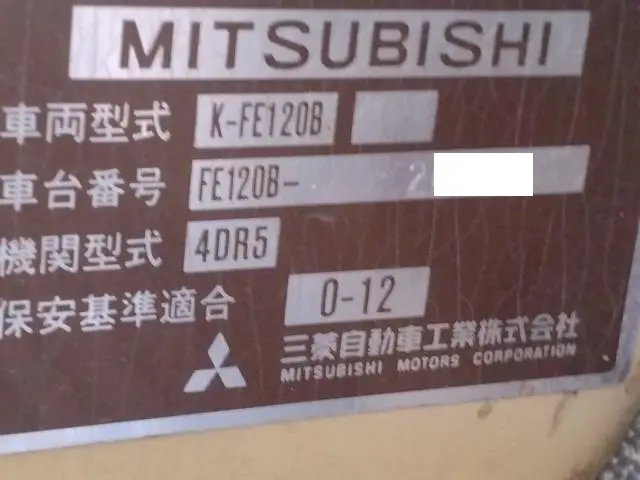 MITSUBISHI
車両型式 K-FE120B
車台番号 FE120B- 2
機関型式 4DR5
保安基準適合 0-12
三菱自動車工業株式会社
MITSUBISHI MOTORS CORPORATION